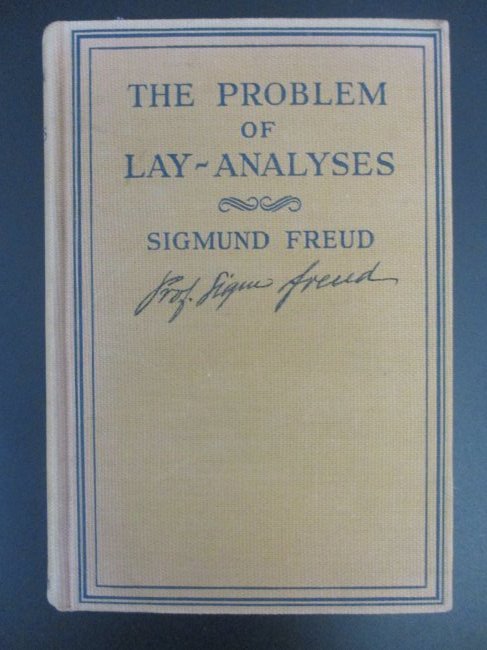 THE PROBLEM
OF
LAY~ANALYSES
SIGMUND FREUD
Prof. Sigm Freud